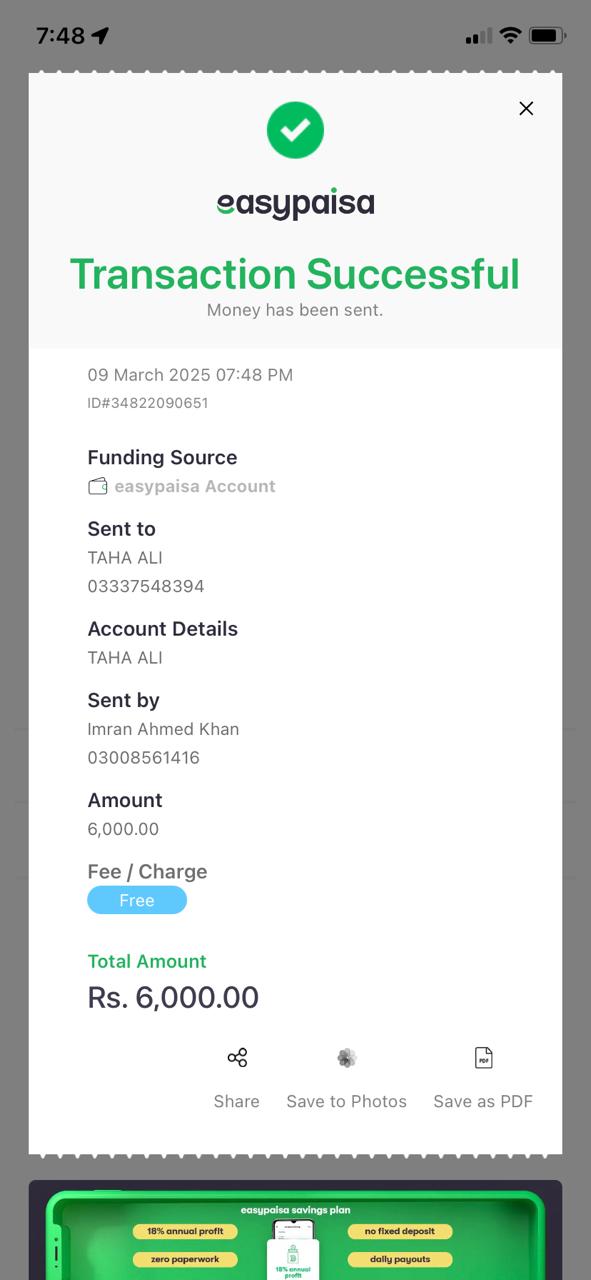 7:48
easypaisa
Transaction Successful
Money has been sent.
09 March 2025 07:48 PM
ID#34822090651
Funding Source
easypaisa Account
Sent to
TAHA ALI
03337548394
Account Details
TAHA ALI
Sent by
Imran Ahmed Khan
03008561416
Amount
6,000.00
Fee / Charge
Free
Total Amount
Rs. 6,000.00
PDF
Share Save to Photos Save as PDF
easypaisa savings plan
18% annual profit no fixed deposit
zero paperwork daily payouts
18% annual
profit